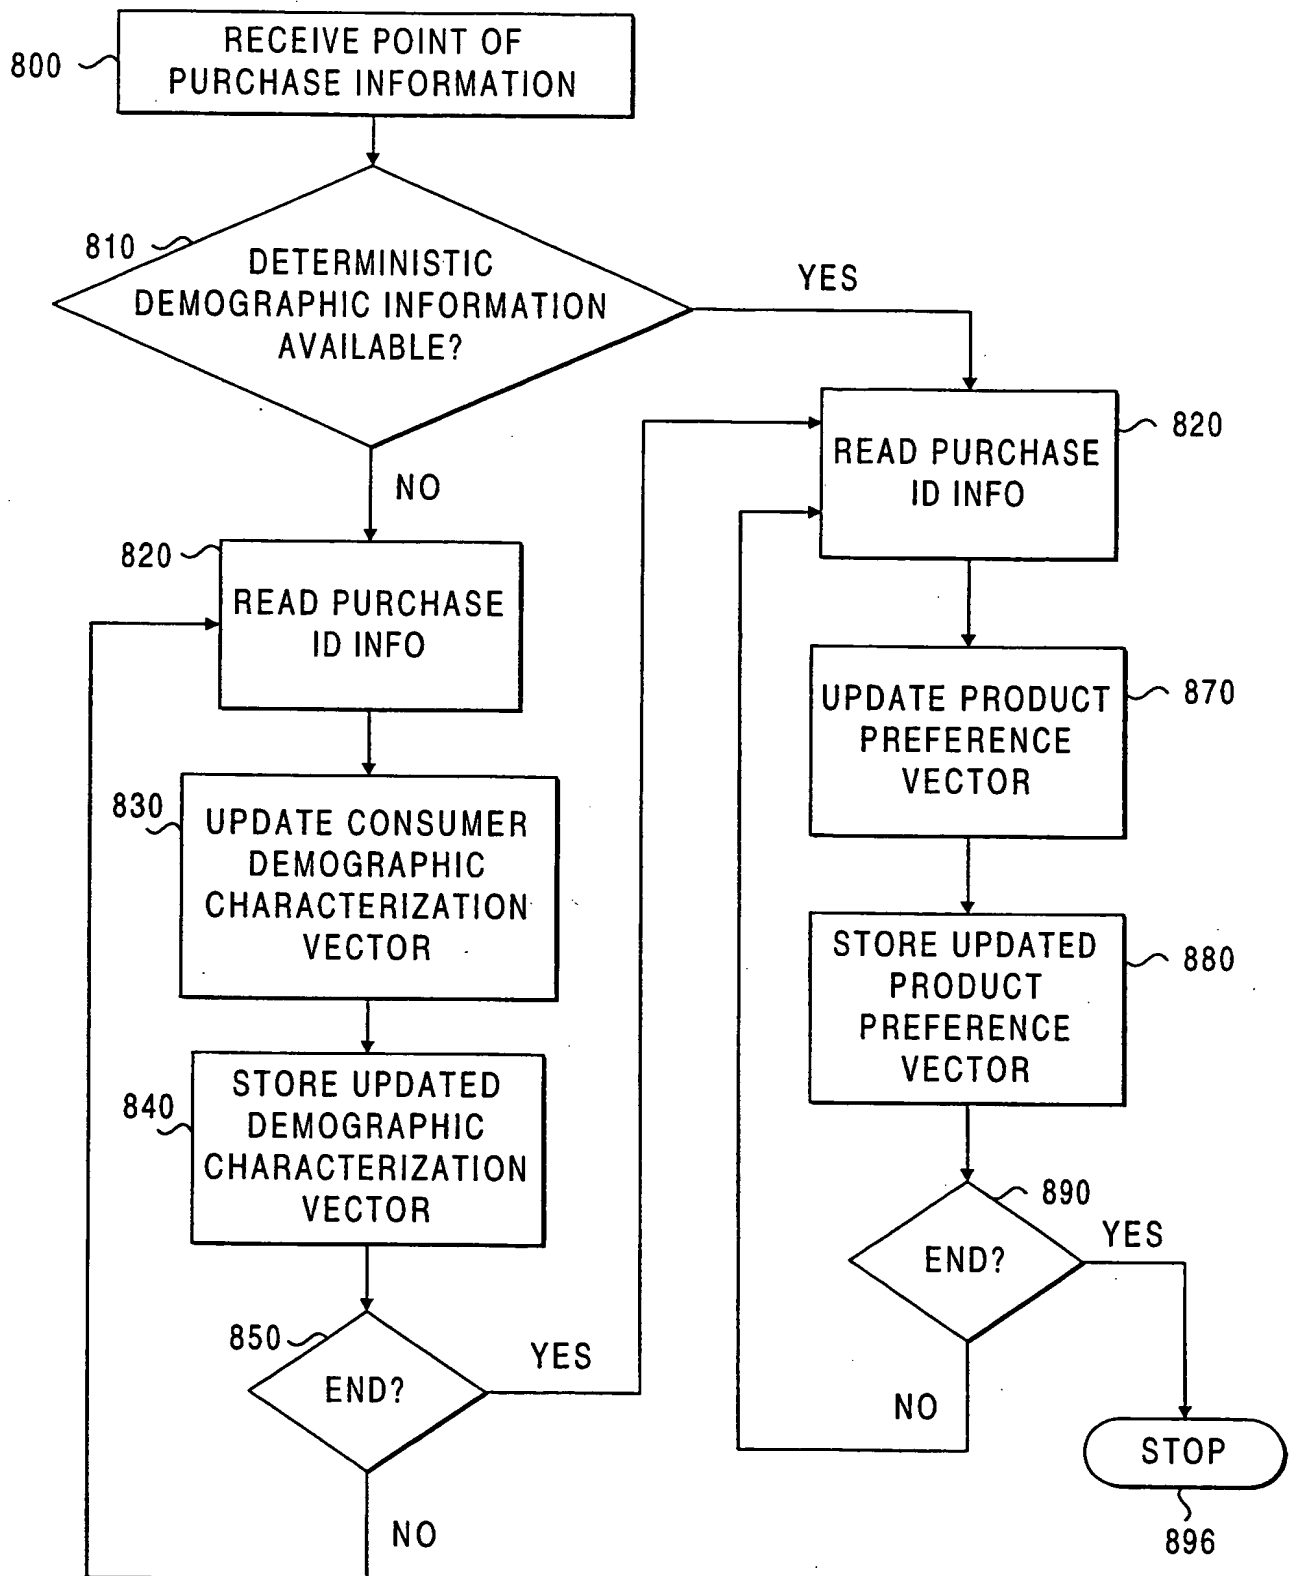 800
RECEIVE POINT OF
PURCHASE INFORMATION
810
DETERMINISTIC
DEMOGRAPHIC INFORMATION
AVAILABLE?
YES
NO
820
READ PURCHASE
ID INFO
830
UPDATE CONSUMER
DEMOGRAPHIC
CHARACTERIZATION
VECTOR
840
STORE UPDATED
DEMOGRAPHIC
CHARACTERIZATION
VECTOR
850
END?
YES
NO
820
READ PURCHASE
ID INFO
870
UPDATE PRODUCT
PREFERENCE
VECTOR
880
STORE UPDATED
PRODUCT
PREFERENCE
VECTOR
890
END?
YES
NO
STOP
896